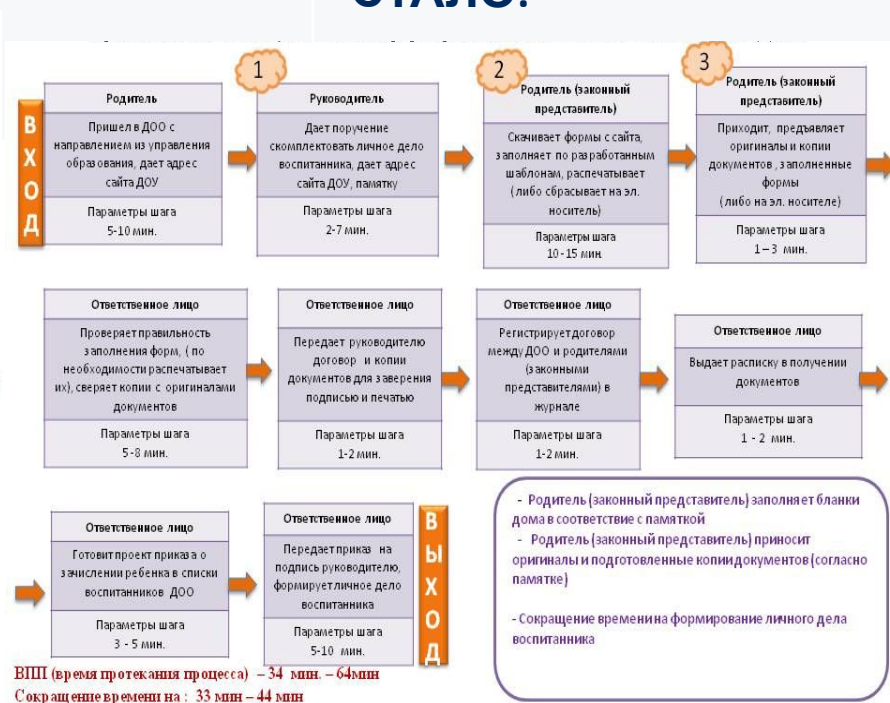 СТАЛО:
1
2
3
ВХОД
Родитель
Пришел в ДОО с
направлением из управления
образования, дает адрес
сайта ДОУ
Параметры шага
5-10 мин.
Руководитель
Дает поручение
скомплектовать личное дело
воспитанника, дает адрес
сайта ДОУ, памятку
Параметры шага
2-7 мин.
Родитель (законный
представитель)
Скачивает формы с сайта,
заполняет по разработанным
шаблонам, распечатывает
(либо сбрасывает на эл.
носитель)
Параметры шага
10 -15 мин.
Родитель (законный
представитель)
Приходит, предъявляет
оригиналы и копии
документов , заполненные
формы
(либо на эл. носителе)
Параметры шага
1 – 3 мин.
Ответственное лицо
Проверяет правильность
заполнения форм, ( по
необходимости распечатывает
их), сверяет копии с оригиналами
документов
Параметры шага
5-8 мин.
Ответственное лицо
Передает руководителю
договор и копии
документов для заверения
подписью и печатью
Параметры шага
1-2 мин.
Ответственное лицо
Регистрирует договор
между ДОО и родителями
(законными
представителями) в
журнале
Параметры шага
1-2 мин.
Ответственное лицо
Выдает расписку в получении
документов
Параметры шага
1 - 2 мин.
Ответственное лицо
Готовит проект приказа о
зачислении ребенка в списки
воспитанников ДОО
Параметры шага
3 - 5 мин.
Ответственное лицо
Передает приказ на
подпись руководителю,
формирует личное дело
воспитанника
Параметры шага
5-10 мин.
ВЫХОД
- Родитель (законный представитель) заполняет бланки
дома в соответствие с памяткой
- Родитель (законный представитель) приносит
оригиналы и подготовленные копии документов (согласно
памятке)
- Сокращение времени на формирование личного дела
воспитанника
ВПП (время протекания процесса) – 34 мин. – 64мин
Сокращение времени на : 33 мин – 44 мин